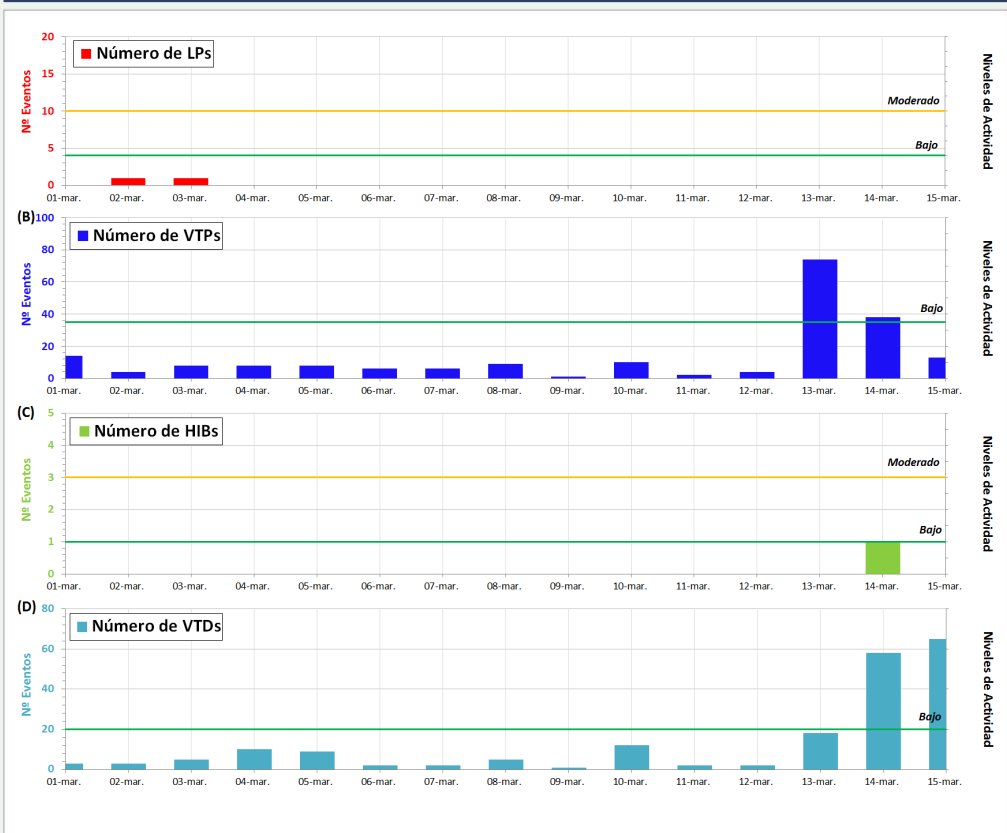 20
Número de LPs
15
10
5
0
Nº Eventos
Moderado
Bajo
Niveles de Actividad
01-mar. 02-mar. 03-mar. 04-mar. 05-mar. 06-mar. 07-mar. 08-mar. 09-mar. 10-mar. 11-mar. 12-mar. 13-mar. 14-mar. 15-mar.
(B)
100
Número de VTPs
80
60
40
20
0
Nº Eventos
Bajo
Niveles de Actividad
01-mar. 02-mar. 03-mar. 04-mar. 05-mar. 06-mar. 07-mar. 08-mar. 09-mar. 10-mar. 11-mar. 12-mar. 13-mar. 14-mar. 15-mar.
(C)
5
Número de HIBs
4
3
2
1
0
Nº Eventos
Moderado
Bajo
Niveles de Actividad
01-mar. 02-mar. 03-mar. 04-mar. 05-mar. 06-mar. 07-mar. 08-mar. 09-mar. 10-mar. 11-mar. 12-mar. 13-mar. 14-mar. 15-mar.
(D)
80
Número de VTDs
60
40
20
0
Nº Eventos
Bajo
Niveles de Actividad
01-mar. 02-mar. 03-mar. 04-mar. 05-mar. 06-mar. 07-mar. 08-mar. 09-mar. 10-mar. 11-mar. 12-mar. 13-mar. 14-mar. 15-mar.